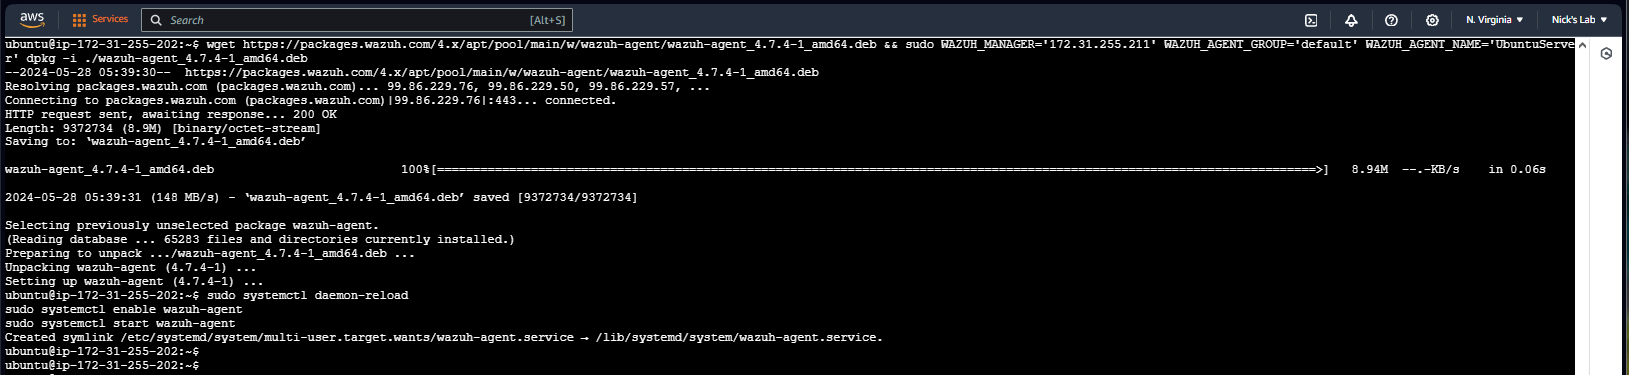 aws Services Search [Alt+S] N. Virginia Nick's Lab
ubuntu@ip-172-31-255-202:~$ wget https://packages.wazuh.com/4.x/apt/pool/main/w/wazuh-agent/wazuh-agent_4.7.4-1_amd64.deb && sudo WAZUH_MANAGER='172.31.255.211' WAZUH_AGENT_GROUP='default' WAZUH_AGENT_NAME='UbuntuServe
r' dpkg -i ./wazuh-agent_4.7.4-1_amd64.deb
--2024-05-28 05:39:30--  https://packages.wazuh.com/4.x/apt/pool/main/w/wazuh-agent/wazuh-agent_4.7.4-1_amd64.deb
Resolving packages.wazuh.com (packages.wazuh.com)... 99.86.229.76, 99.86.229.50, 99.86.229.57, ...
Connecting to packages.wazuh.com (packages.wazuh.com)|99.86.229.76|:443... connected.
HTTP request sent, awaiting response... 200 OK
Length: 9372734 (8.9M) [binary/octet-stream]
Saving to: ‘wazuh-agent_4.7.4-1_amd64.deb’
wazuh-agent_4.7.4-1_amd64.deb 100%[==========================================================================================================================>] 8.94M --.-KB/s in 0.06s
2024-05-28 05:39:31 (148 MB/s) - ‘wazuh-agent_4.7.4-1_amd64.deb’ saved [9372734/9372734]
Selecting previously unselected package wazuh-agent.
(Reading database ... 65283 files and directories currently installed.)
Preparing to unpack .../wazuh-agent_4.7.4-1_amd64.deb ...
Unpacking wazuh-agent (4.7.4-1) ...
Setting up wazuh-agent (4.7.4-1) ...
ubuntu@ip-172-31-255-202:~$ sudo systemctl daemon-reload
sudo systemctl enable wazuh-agent
sudo systemctl start wazuh-agent
Created symlink /etc/systemd/system/multi-user.target.wants/wazuh-agent.service → /lib/systemd/system/wazuh-agent.service.
ubuntu@ip-172-31-255-202:~$
ubuntu@ip-172-31-255-202:~$